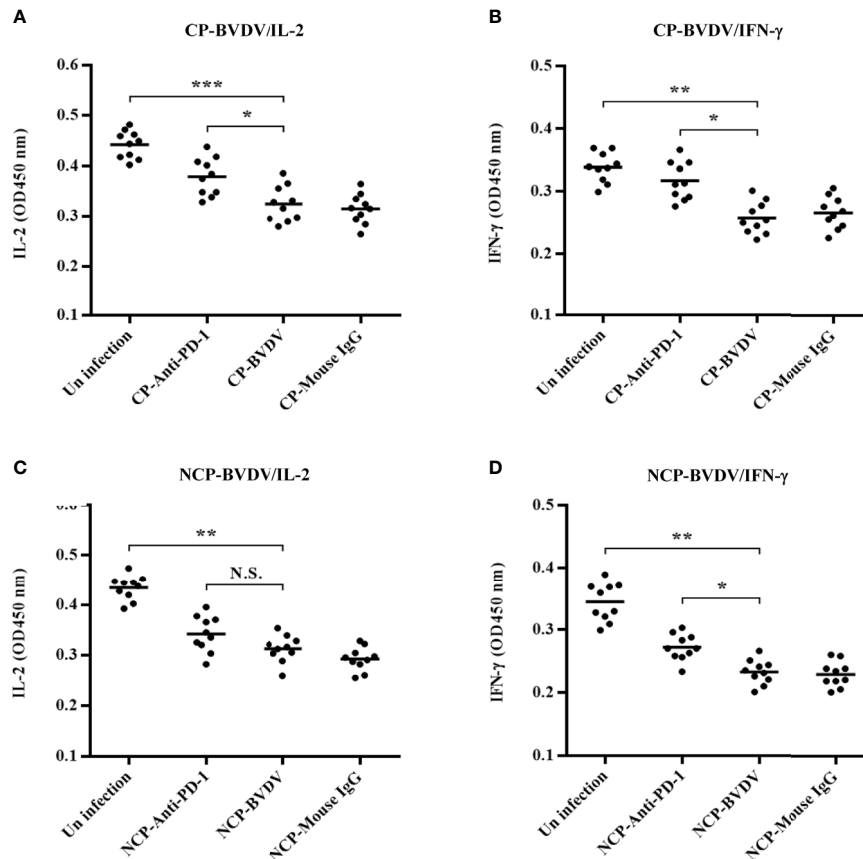 A
CP-BVDV/IL-2
0.6
0.5
0.4
0.3
0.2
0.1
IL-2 (OD450 nm)
***
*
Un infection
CP-Anti-PD-1
CP-BVDV
CP-Mouse IgG
B
CP-BVDV/IFN-γ
0.5
0.4
0.3
0.2
0.1
IFN-γ (OD450 nm)
**
*
Un infection
CP-Anti-PD-1
CP-BVDV
CP-Mouse IgG
C
NCP-BVDV/IL-2
0.6
0.5
0.4
0.3
0.2
0.1
IL-2 (OD450 nm)
**
N.S.
Un infection
NCP-Anti-PD-1
NCP-BVDV
NCP-Mouse IgG
D
NCP-BVDV/IFN-γ
0.5
0.4
0.3
0.2
0.1
IFN-γ (OD450 nm)
**
*
Un infection
NCP-Anti-PD-1
NCP-BVDV
NCP-Mouse IgG